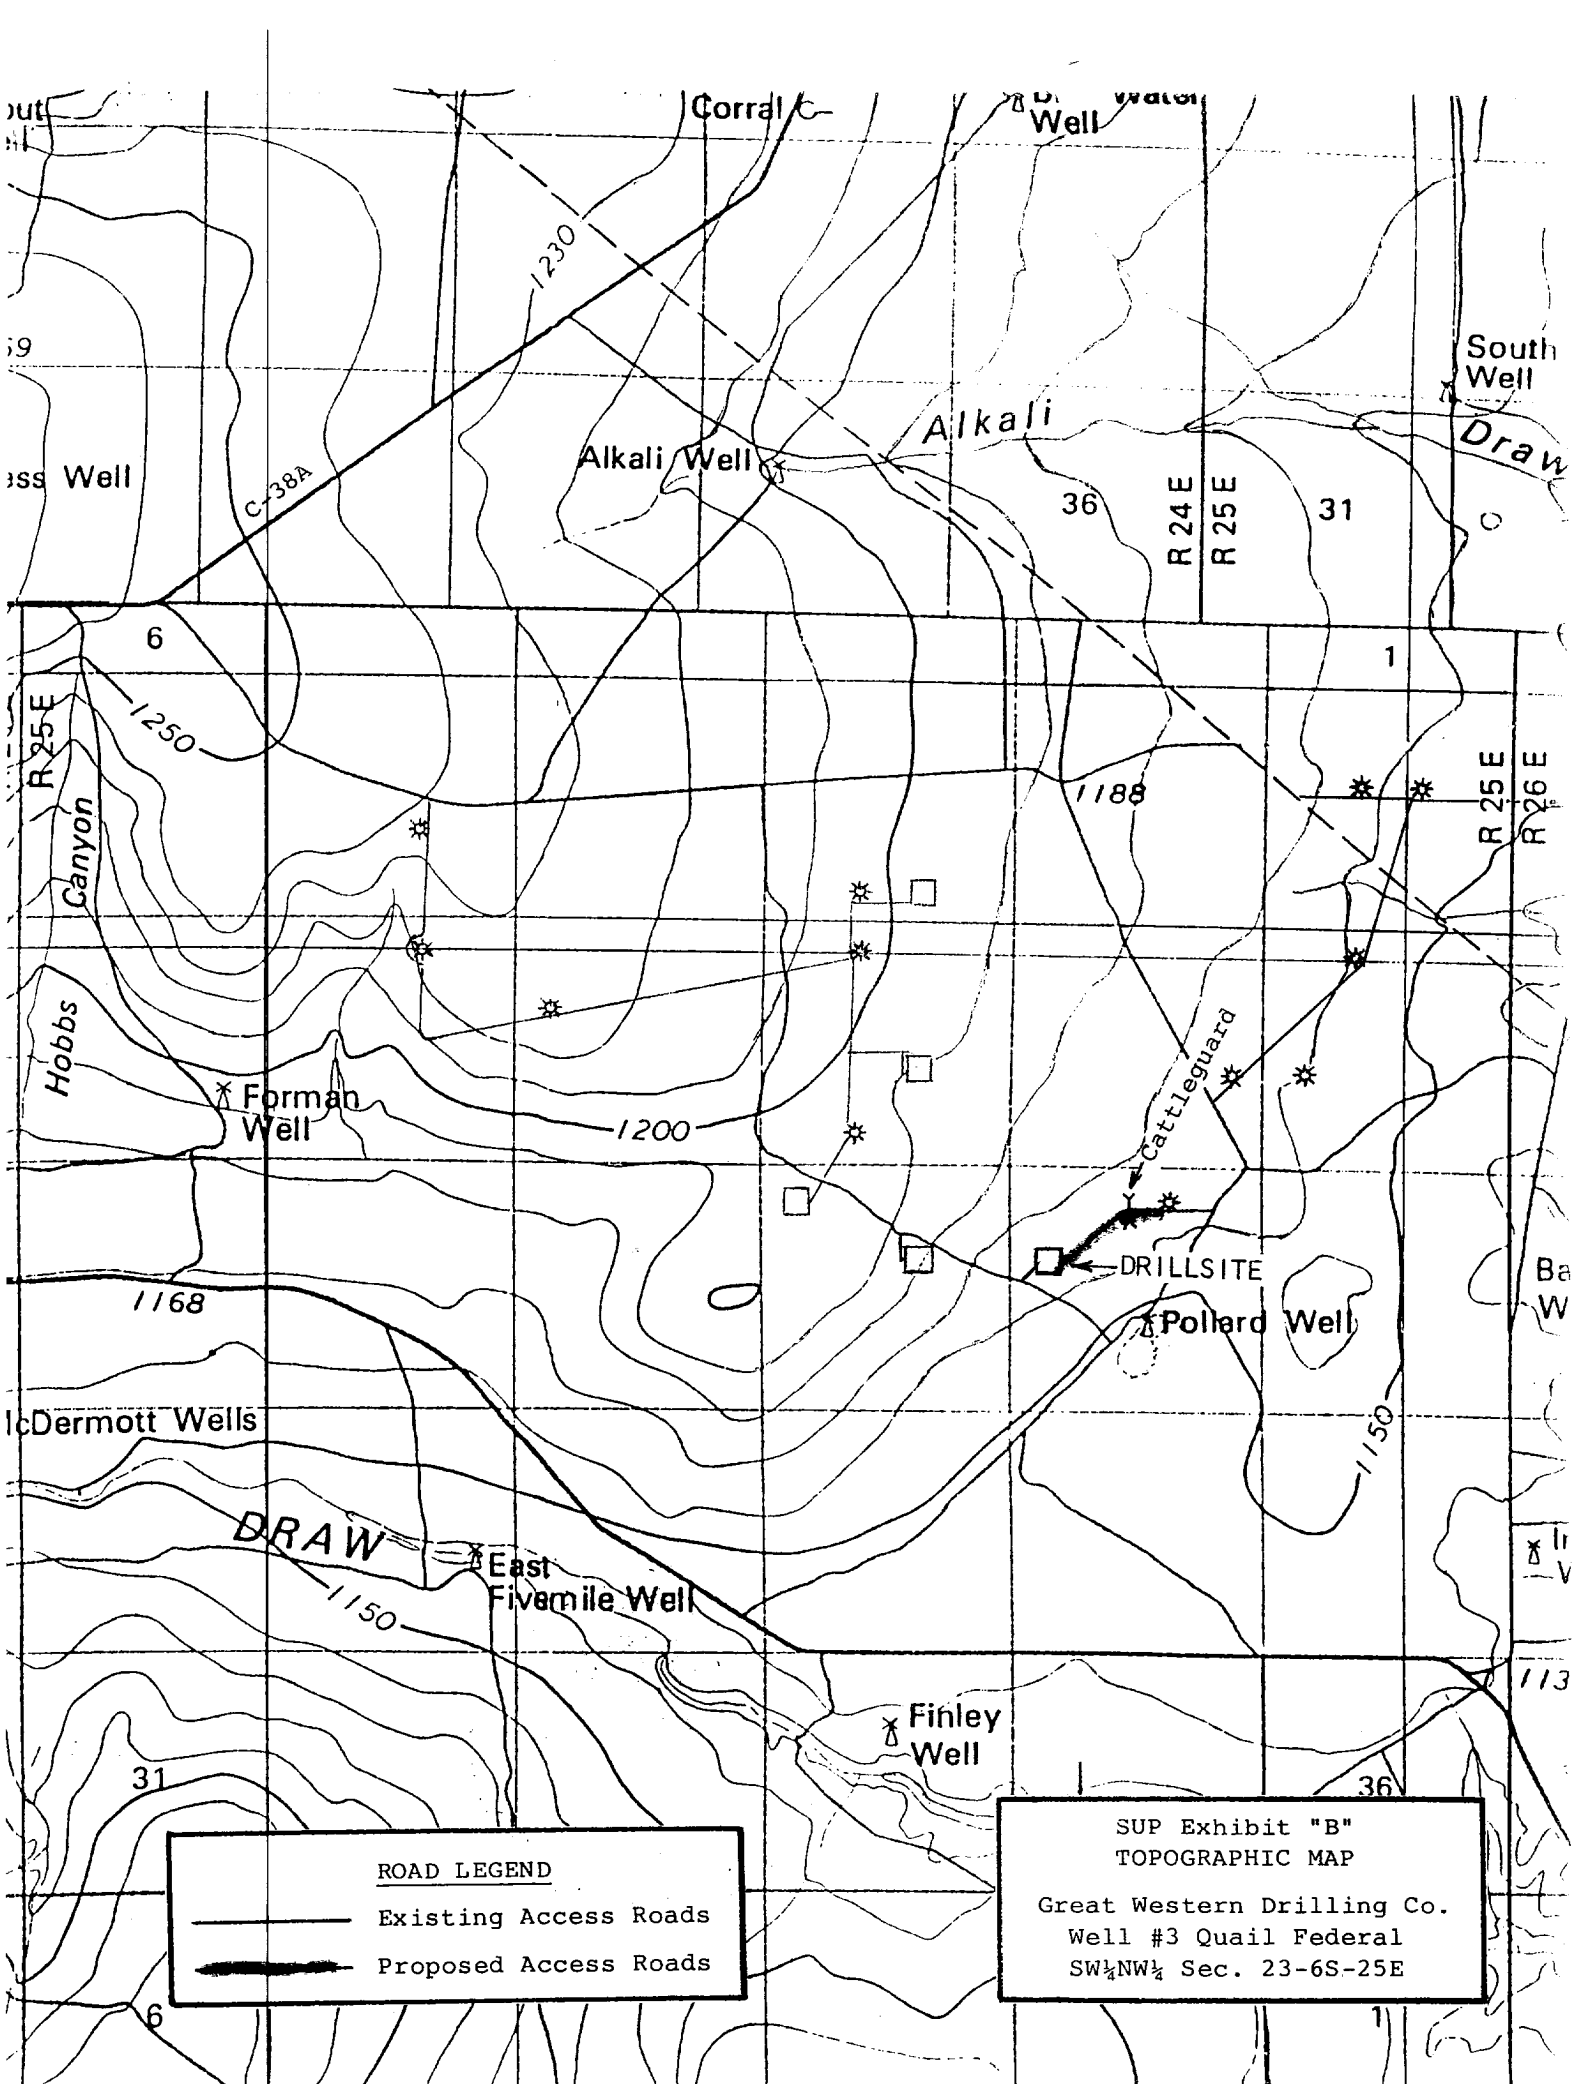 Corral
Well
1230
South
Well
Alkali
Draw
Alkali Well
Well
C-38A
36
31
R 24 E
R 25 E
6
1
R 25 E
1250
R 25 E
R 26 E
1188
Canyon
Hobbs
Cattleguard
Forman
Well
1200
DRILLSITE
1168
Pollard Well
McDermott Wells
1150
DRAW
East
Fivemile Well
1150
Finley
Well
31
36
ROAD LEGEND
Existing Access Roads
Proposed Access Roads
SUP Exhibit "B"
TOPOGRAPHIC MAP
Great Western Drilling Co.
Well #3 Quail Federal
SW¼NW¼ Sec. 23-6S-25E
6
1